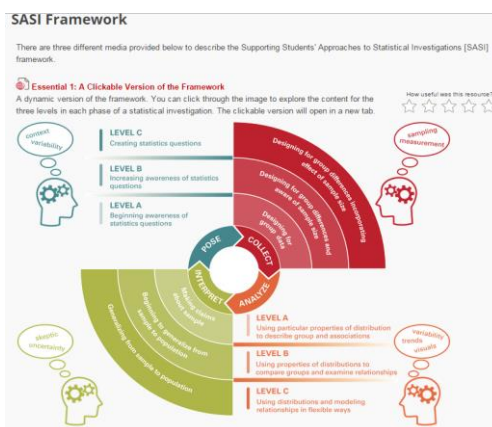 SASI Framework
There are three different media provided below to describe the Supporting Students' Approaches to Statistical Investigations [SASI]
framework.
Essential 1: A Clickable Version of the Framework
How useful was this resource?
A dynamic version of the framework. You can click through the image to explore the content for the
three levels in each phase of a statistical investigation. The clickable version will open in a new tab
context
variability
LEVEL C
Creating statistics questions
LEVEL B
Increasing awareness of statistics
questions
LEVEL A
Beginning awareness of
statistics questions
Designing for group differences incorporating
effect of sample size
Designing for group differences and
aware of sample size
Designing for
group data
sampling
measurement
POSE
COLLECT
INTERPRET
ANALYZE
Making claims
about sample
Beginning to generalize from
sample to population
Generalizing from sample to population
skeptic
uncertainty
LEVEL A
Using particular properties of distribution
to describe group and associations
LEVEL B
Using properties of distributions to
compare groups and examine relationships
LEVEL C
Using distributions and modeling
relationships in flexible ways
variability
trends
visuals